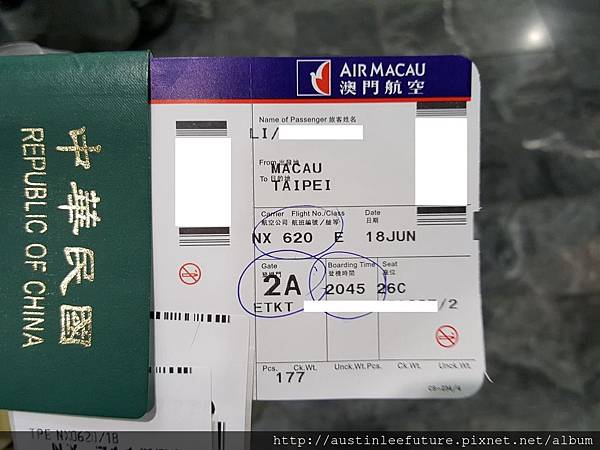 中華民國
REPUBLIC OF CHINA
AIR MACAU
澳門航空
Name of Passenger 旅客姓名
LI/
From 出發地
MACAU
To 目的地
TAIPEI
Carrier Flight No./Class Date
航空公司 航班編號／艙等 日期
NX 620 E 18JUN
Gate Boarding Time Seat
登機門 登機時間 座位
2A 2045 26C
ETKT /2
Pcs. Ck.Wt. Unck.Wt. Pcs. Ck.Wt. Unck.Wt.
177
TPE NX0620/18
http://austinleefuture.pixnet.net/album